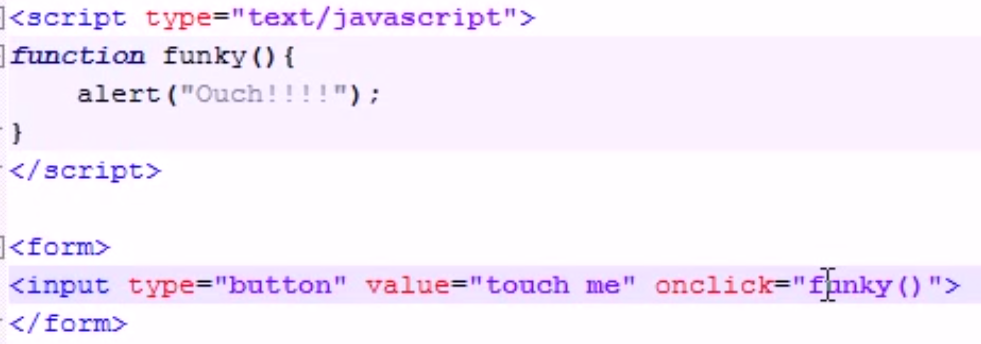 <script type="text/javascript">
function funky(){
    alert("Ouch!!!!");
}
</script>

<form>
<input type="button" value="touch me" onclick="funky()">
</form>